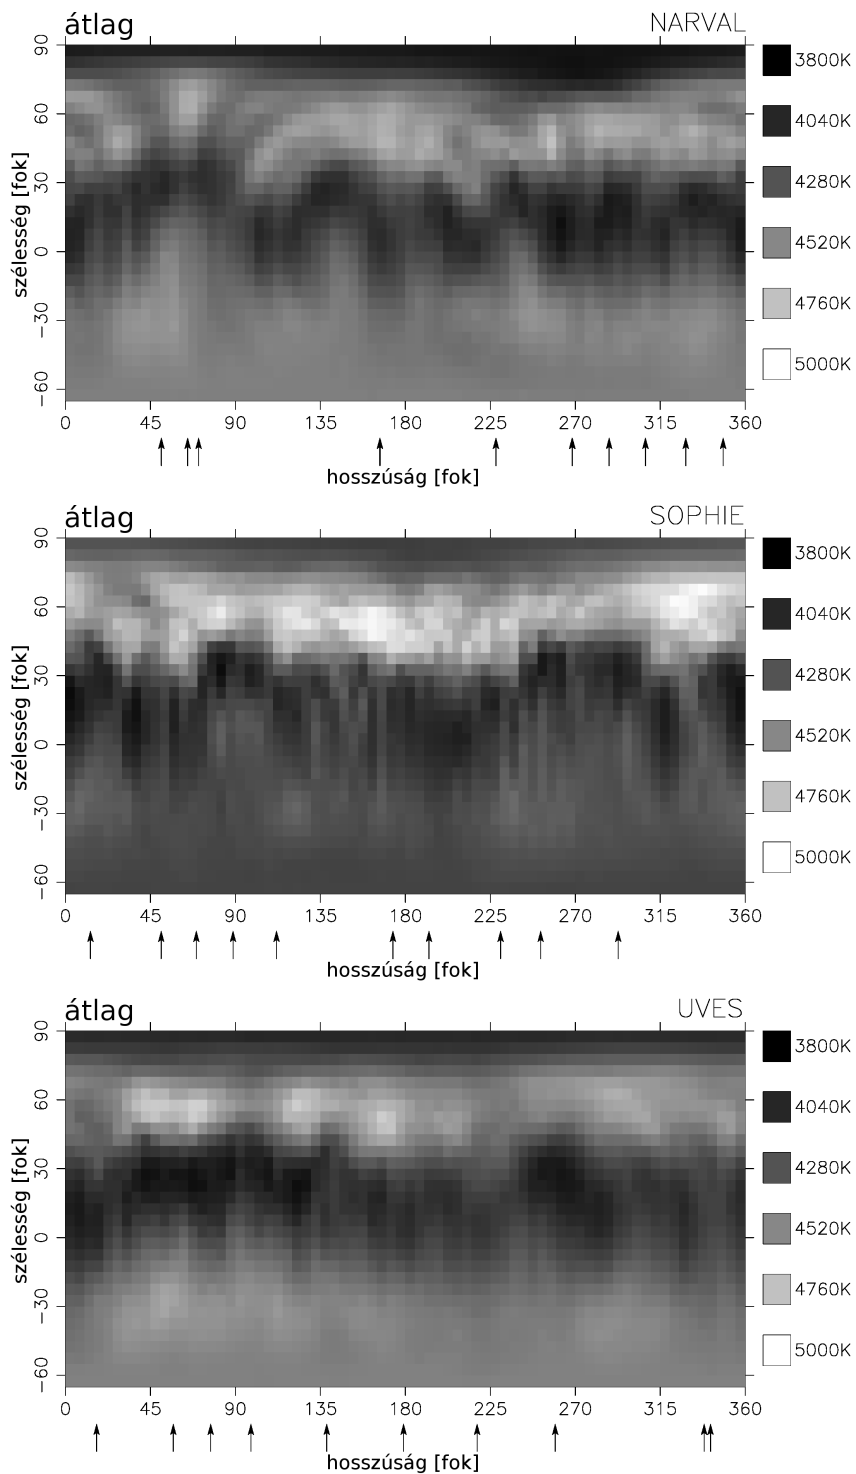 átlag NARVAL
90
60
30
0
−30
−60
szélesség [fok]
3800K
4040K
4280K
4520K
4760K
5000K
0 45 90 135 180 225 270 315 360
hosszúság [fok]
átlag SOPHIE
90
60
30
0
−30
−60
szélesség [fok]
3800K
4040K
4280K
4520K
4760K
5000K
0 45 90 135 180 225 270 315 360
hosszúság [fok]
átlag UVES
90
60
30
0
−30
−60
szélesség [fok]
3800K
4040K
4280K
4520K
4760K
5000K
0 45 90 135 180 225 270 315 360
hosszúság [fok]